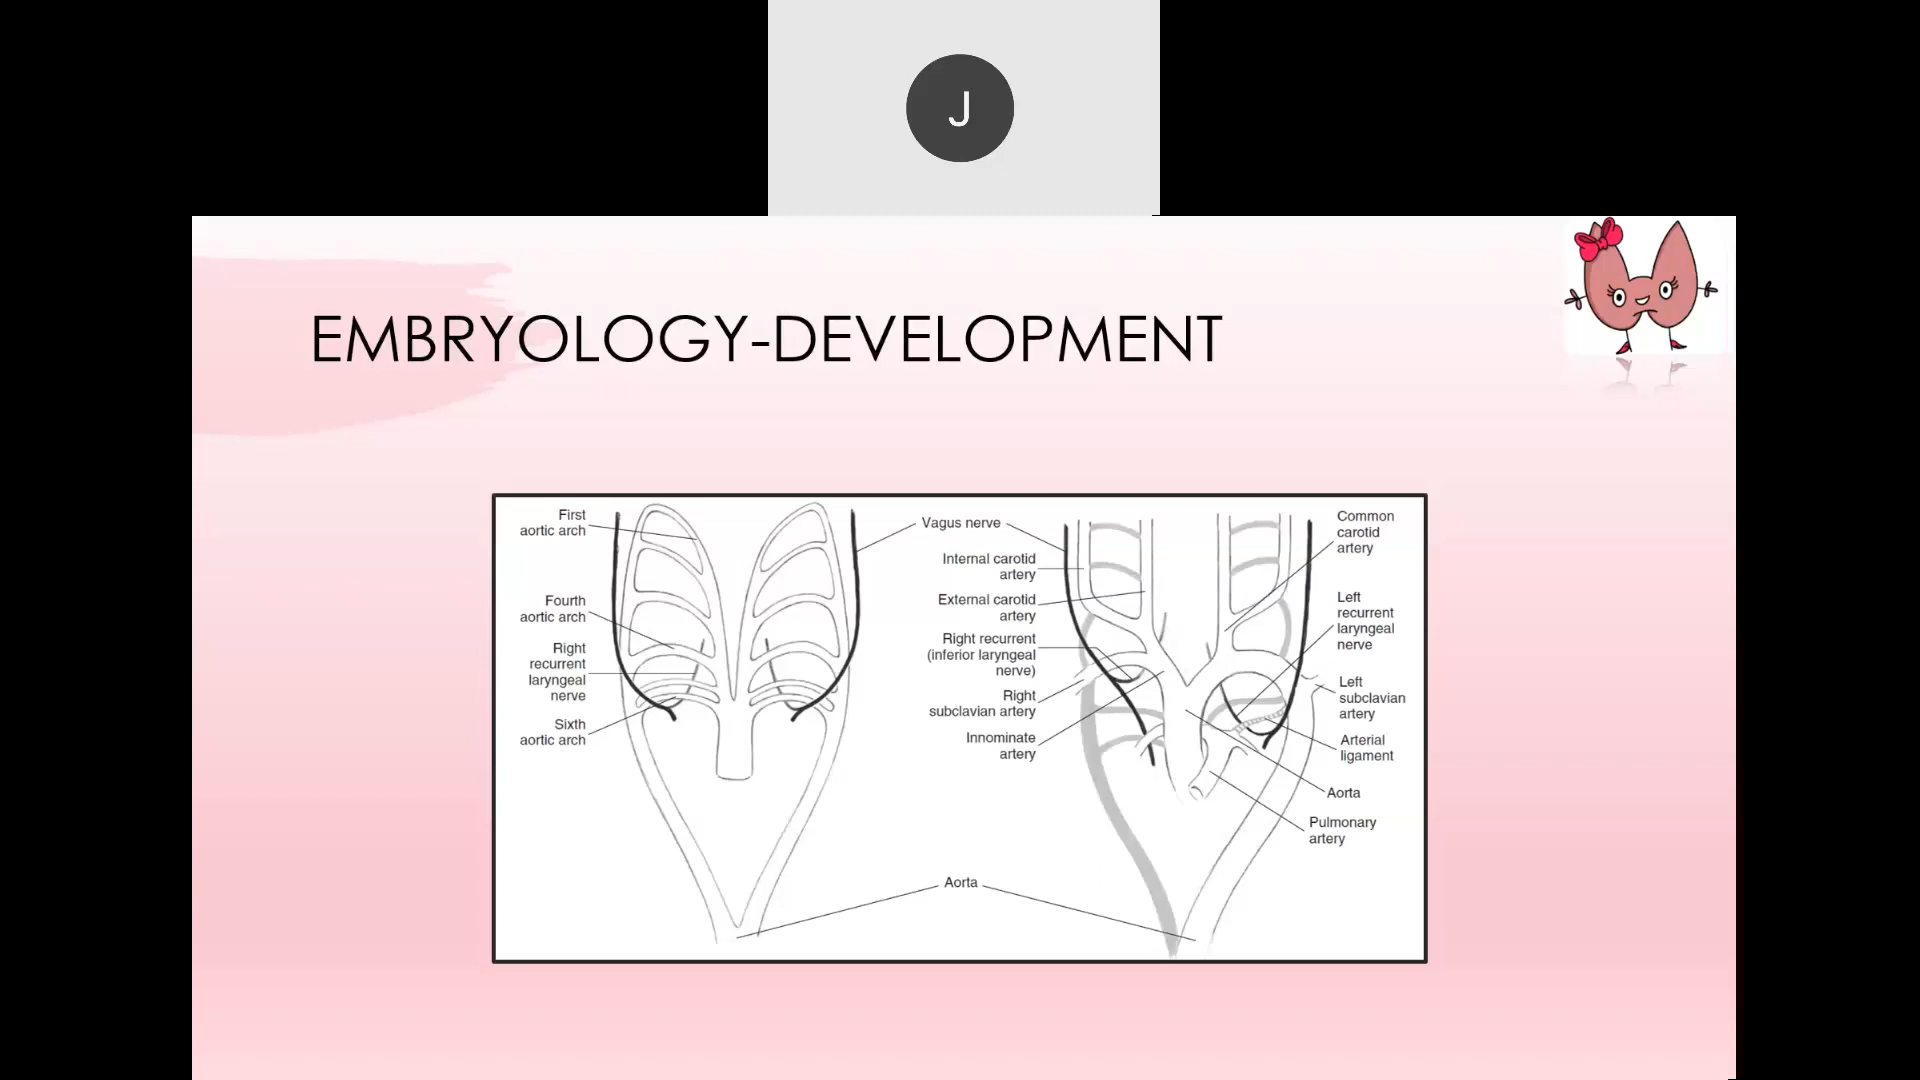 J
EMBRYOLOGY-DEVELOPMENT
First
aortic arch
Fourth
aortic arch
Right
recurrent
laryngeal
nerve
Sixth
aortic arch
Vagus nerve
Internal carotid
artery
External carotid
artery
Right recurrent
(inferior laryngeal
nerve)
Right
subclavian artery
Innominate
artery
Common
carotid
artery
Left
recurrent
laryngeal
nerve
Left
subclavian
artery
Arterial
ligament
Aorta
Pulmonary
artery
Aorta